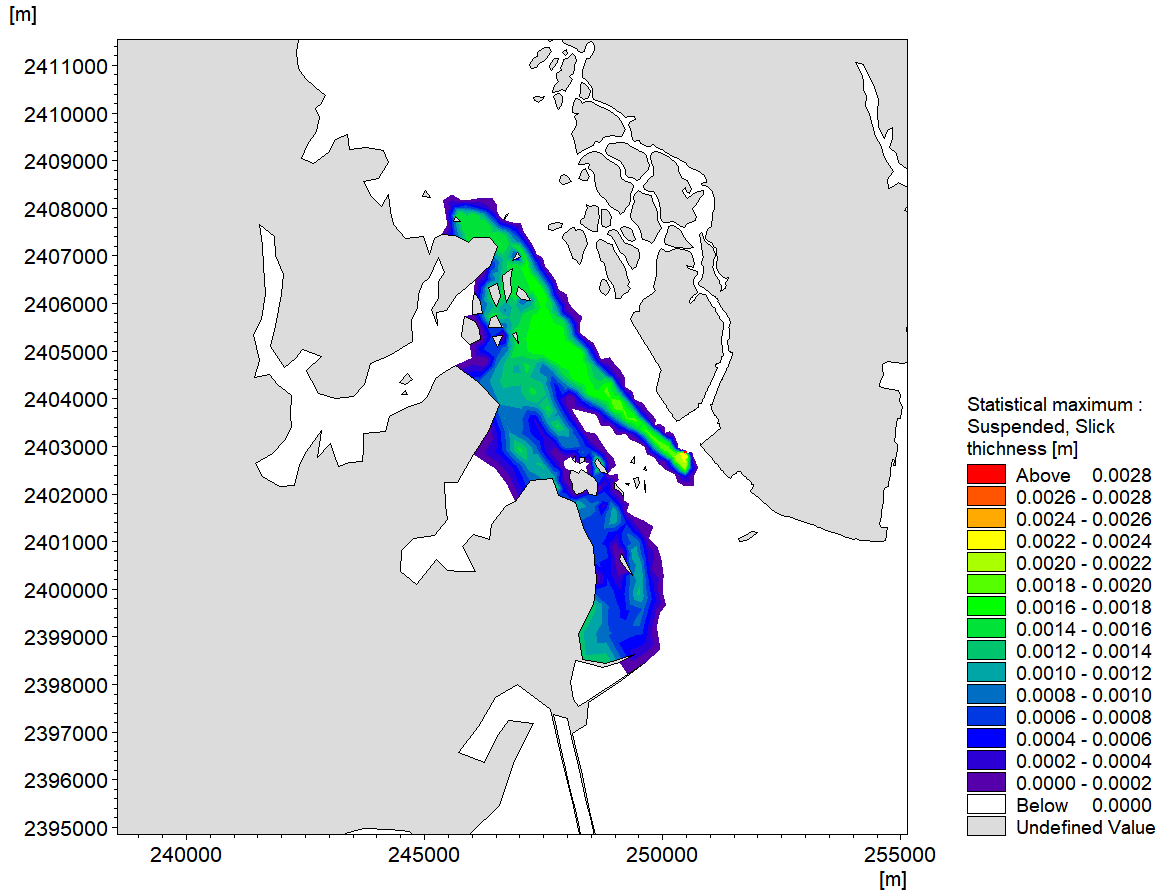 [m]
2411000
2410000
2409000
2408000
2407000
2406000
2405000
2404000
2403000
2402000
2401000
2400000
2399000
2398000
2397000
2396000
2395000
240000 245000 250000 255000
[m]
Statistical maximum :
Suspended, Slick
thichness [m]
Above 0.0028
0.0026 - 0.0028
0.0024 - 0.0026
0.0022 - 0.0024
0.0020 - 0.0022
0.0018 - 0.0020
0.0016 - 0.0018
0.0014 - 0.0016
0.0012 - 0.0014
0.0010 - 0.0012
0.0008 - 0.0010
0.0006 - 0.0008
0.0004 - 0.0006
0.0002 - 0.0004
0.0000 - 0.0002
Below 0.0000
Undefined Value